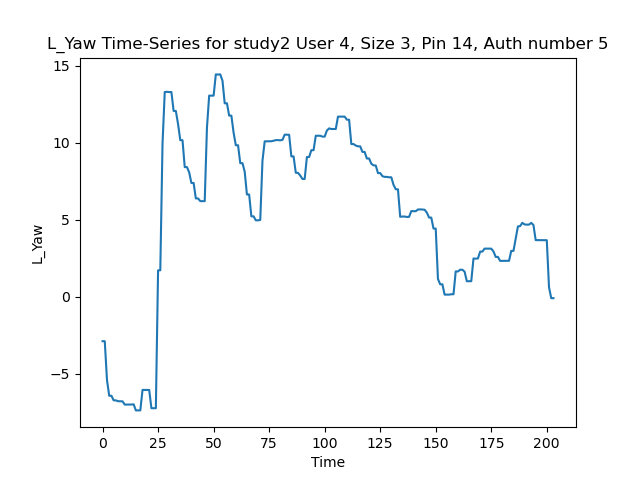 L_Yaw Time-Series for study2 User 4, Size 3, Pin 14, Auth number 5
15
10
5
0
−5
L_Yaw
0 25 50 75 100 125 150 175 200
Time